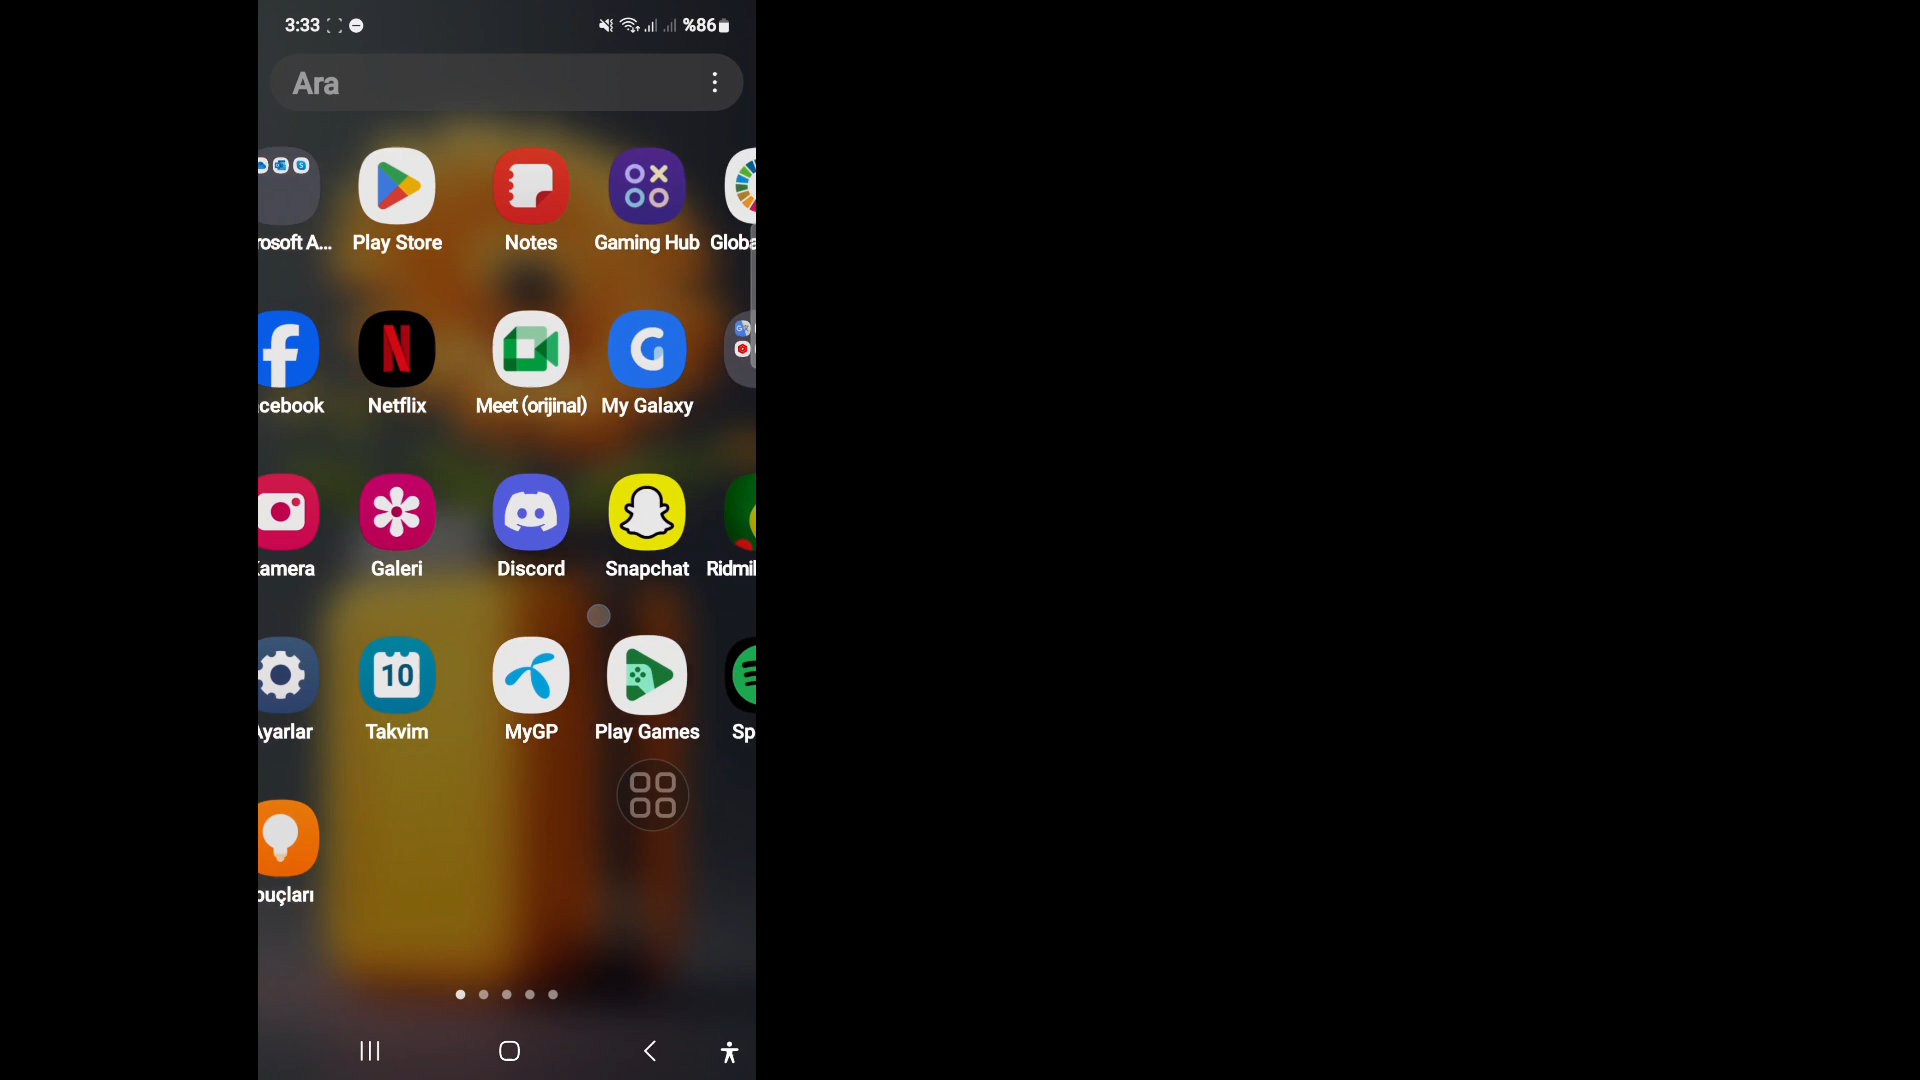 3:33 %86
Ara
rosoft A... Play Store Notes Gaming Hub Globa
cebook Netflix Meet (orijinal) My Galaxy
Kamera Galeri Discord Snapchat Ridmil
10
Ayarlar Takvim MyGP Play Games Sp
puçları